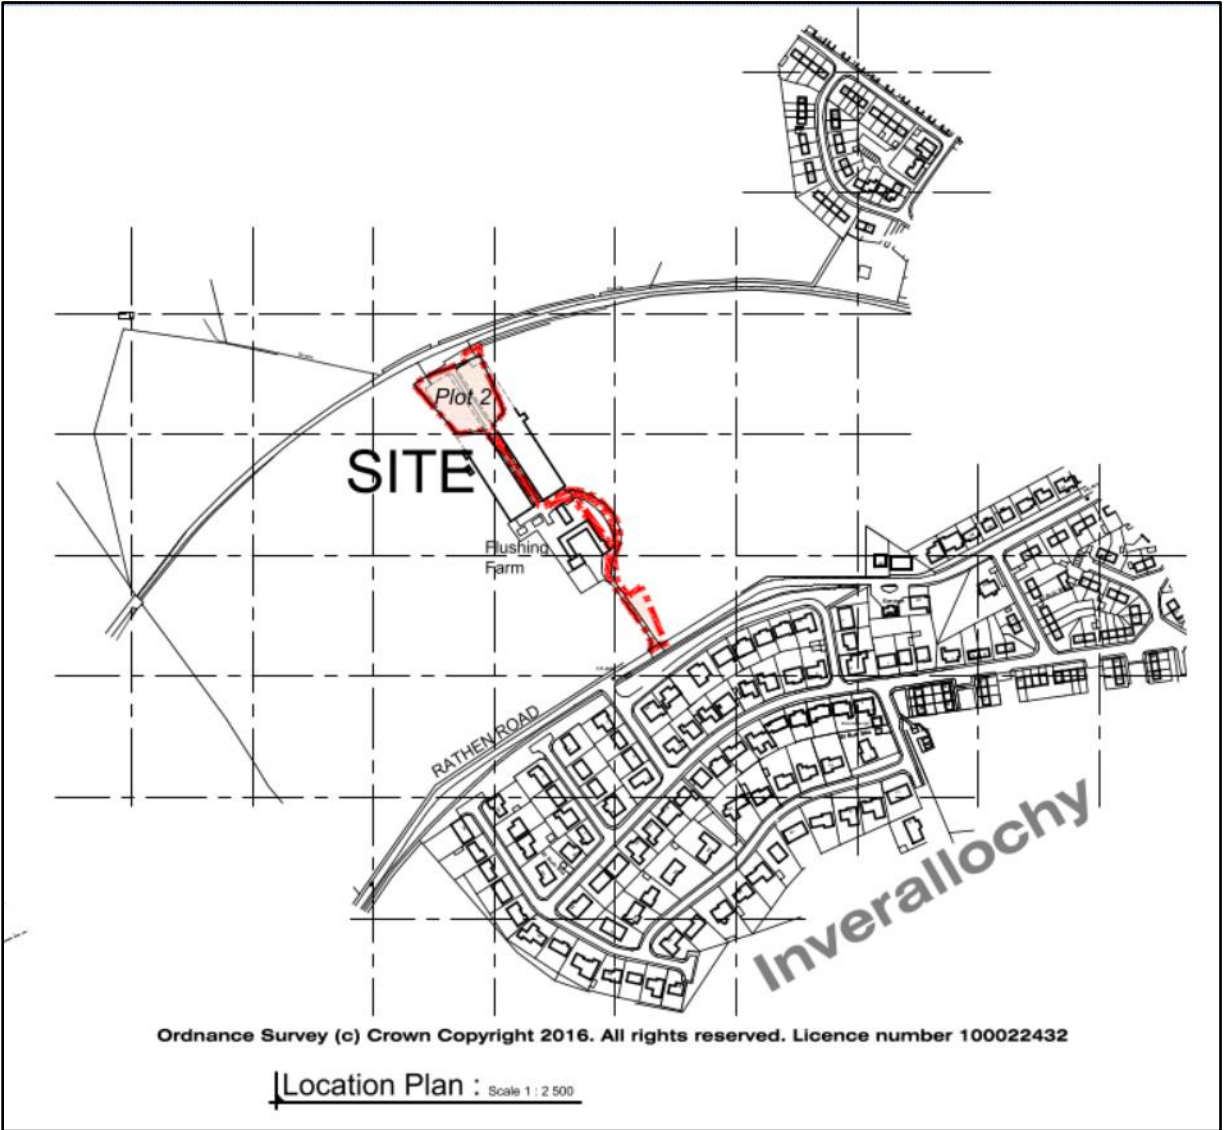 Plot 2
SITE
Flushing
Farm
RATHEN ROAD
Inverallochy
Ordnance Survey (c) Crown Copyright 2016. All rights reserved. Licence number 100022432
Location Plan : Scale 1 : 2 500